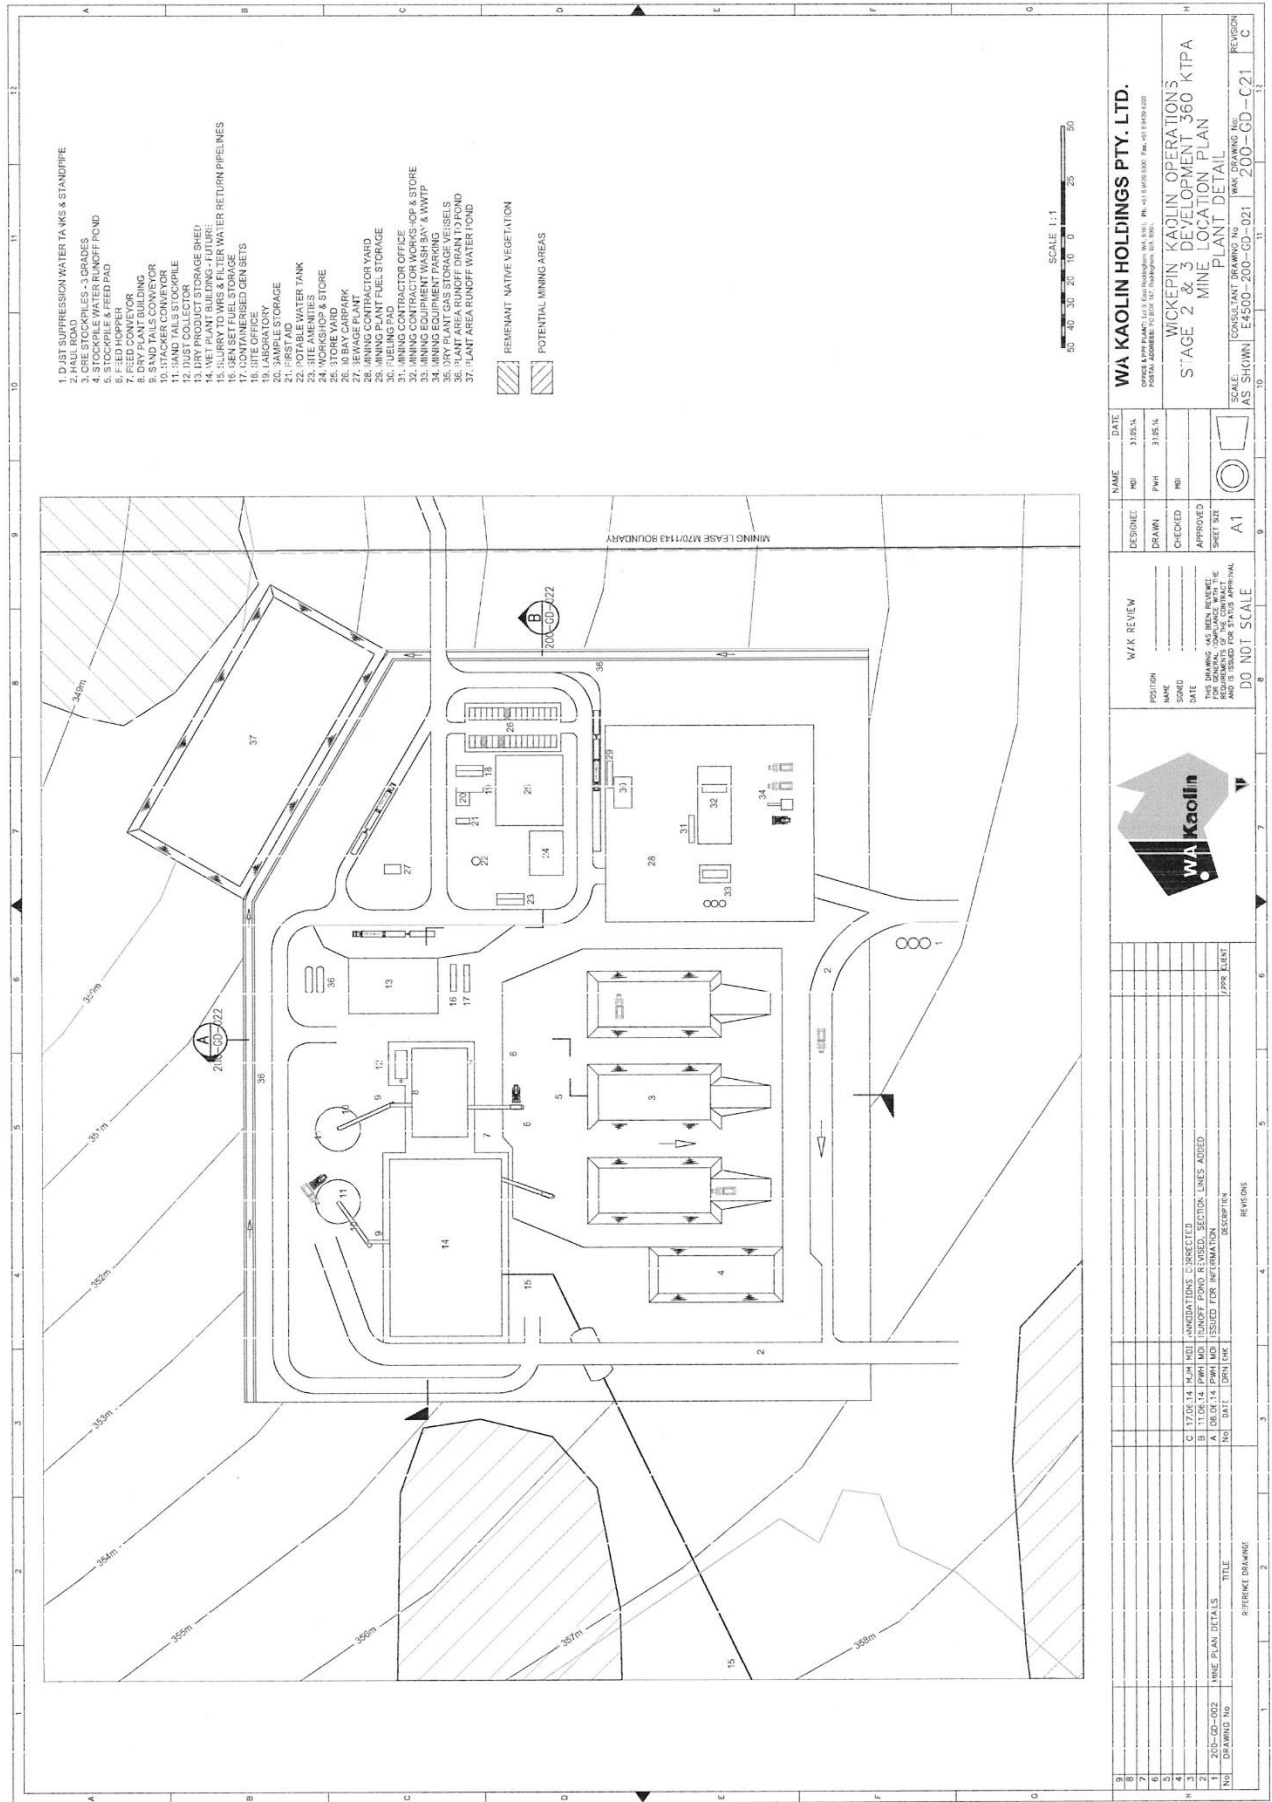 1. DUST SUPPRESSION WATER TANKS & STANDPIPE
2. HAUL ROAD
3. ORE STOCKPILES - 3 GRADES
4. STOCKPILE WATER RUNOFF POND
5. STOCKPILE & FEED PAD
6. FEED HOPPER
7. FEED CONVEYOR
8. DRY PLANT BUILDING
9. SAND TAILS CONVEYOR
10. STACKER CONVEYOR
11. SAND TAILS STOCKPILE
12. DUST COLLECTOR
13. DRY PRODUCT STORAGE SHED
14. WET PLANT BUILDING - FUTURE
15. SLURRY TO WRS & FILTER WATER RETURN PIPELINES
16. GEN SET FUEL STORAGE
17. CONTAINERISED GEN SETS
18. SITE OFFICE
19. LABORATORY
20. SAMPLE STORAGE
21. FIRST AID
22. POTABLE WATER TANK
23. SITE AMENITIES
24. WORKSHOP & STORE
25. STORE YARD
26. 30 BAY CARPARK
27. SEWAGE PLANT
28. MINING CONTRACTOR YARD
29. MINING PLANT FUEL STORAGE
30. FUELING PAD
31. MINING CONTRACTOR OFFICE
32. MINING CONTRACTOR WORKSHOP & STORE
33. MINING EQUIPMENT WASH BAY & WWTP
34. MINING EQUIPMENT PARKING
35. DRY PLANT GAS STORAGE VESSELS
36. PLANT AREA RUNOFF DRAIN TO POND
37. PLANT AREA RUNOFF WATER POND
REMENANT NATIVE VEGETATION
POTENTIAL MINING AREAS
SCALE 1:1
50 40 30 20 10 0 25 50
MINING LEASE M70/1143 BOUNDARY
349m
350m
351m
352m
353m
354m
355m
356m
357m
358m
A
200-GD-022
B
200-GD-022
WA KAOLIN HOLDINGS PTY. LTD.
WICKEPIN KAOLIN OPERATIONS
STAGE 2 & 3 DEVELOPMENT 360 KTPA
MINE LOCATION PLAN
PLANT DETAIL
SCALE:
AS SHOWN
CONSULTANT DRAWING No:
E4500-200-GD-021
WAK DRAWING No:
200-GD-C21
REVISION
C
NAME DATE
DESIGNED MDI 31.05.14
DRAWN PWH 31.05.14
CHECKED MDI
APPROVED
SHEET SIZE
A1
WAK REVIEW
POSITION
NAME
SIGNED
DATE
THIS DRAWING HAS BEEN REVIEWED
FOR GENERAL COMPLIANCE WITH THE
REQUIREMENTS OF THE CONTRACT
AND IS ISSUED FOR STATUS APPROVAL
DO NOT SCALE
WA Kaolin
C 17.06.14 MJM MDI ANNODATIONS CORRECTED
B 11.06.14 PWH MDI RUNOFF POND REVISED, SECTION LINES ADDED
A 06.06.14 PWH MDI ISSUED FOR INFORMATION
No DATE DRN CHK DESCRIPTION APPR CLIENT
REVISIONS
1 200-GD-002 MINE PLAN DETAILS
No DRAWING No TITLE
REFERENCE DRAWINGS